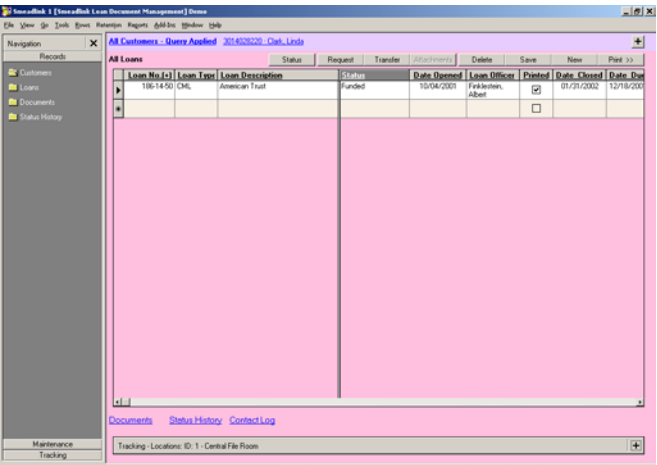 Smeadlink 1 [Smeadlink Loan Document Management] Demo
File View Go Tools Rows Retention Reports Add-Ins Window Help
Navigation X
Records
Customers
Loans
Documents
Status History
Maintenance
Tracking
All Customers - Query Applied 3014028220 Clark, Linda
All Loans Status Request Transfer Attachments Delete Save New Print >>
Loan No.[+] Loan Type Loan Description Status Date Opened Loan Officer Printed Date Closed Date Du
186-14-50 CML American Trust Funded 10/04/2001 Finklestein, Albert 01/31/2002 12/18/200
Documents Status History Contact Log
Tracking - Locations: ID: 1 - Central File Room